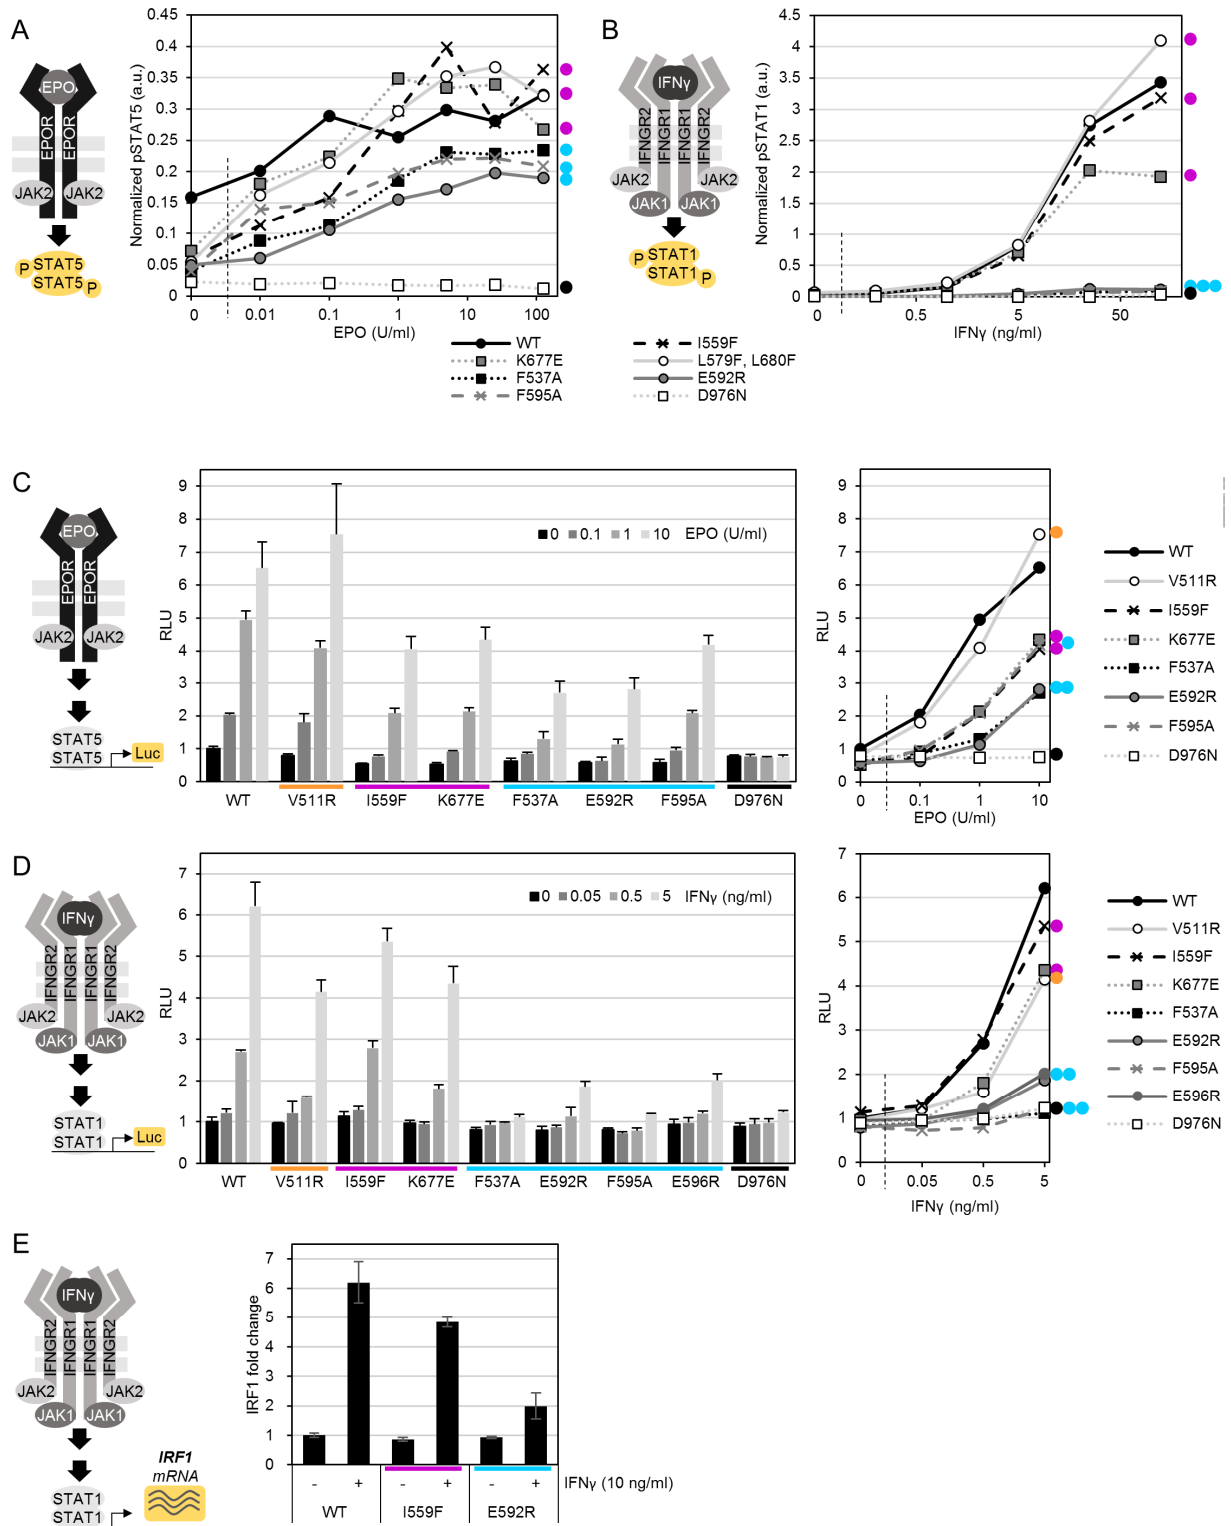 A
EPO
EPOR
EPOR
JAK2
JAK2
P
STAT5
STAT5
P
Normalized pSTAT5 (a.u.)
0.45
0.4
0.35
0.3
0.25
0.2
0.15
0.1
0.05
0
0 0.01 0.1 1 10 100
EPO (U/ml)
B
IFNγ
IFNGR2
IFNGR1
IFNGR1
IFNGR2
JAK2
JAK2
JAK1
JAK1
P
STAT1
STAT1
P
Normalized pSTAT1 (a.u.)
4.5
4
3.5
3
2.5
2
1.5
1
0.5
0
0 0.5 5 50
IFNγ (ng/ml)
WT
K677E
F537A
F595A
I559F
L579F, L680F
E592R
D976N
C
EPO
EPOR
EPOR
JAK2
JAK2
STAT5
STAT5
Luc
RLU
9
8
7
6
5
4
3
2
1
0
0 0.1 1 10 EPO (U/ml)
WT V511R I559F K677E F537A E592R F595A D976N
RLU
9
8
7
6
5
4
3
2
1
0
0 0.1 1 10
EPO (U/ml)
WT
V511R
I559F
K677E
F537A
E592R
F595A
D976N
D
IFNγ
IFNGR2
IFNGR1
IFNGR1
IFNGR2
JAK2
JAK2
JAK1
JAK1
STAT1
STAT1
Luc
RLU
7
6
5
4
3
2
1
0
0 0.05 0.5 5 IFNγ (ng/ml)
WT V511R I559F K677E F537A E592R F595A E596R D976N
RLU
7
6
5
4
3
2
1
0
0 0.05 0.5 5
IFNγ (ng/ml)
WT
V511R
I559F
K677E
F537A
E592R
F595A
E596R
D976N
E
IFNγ
IFNGR2
IFNGR1
IFNGR1
IFNGR2
JAK2
JAK2
JAK1
JAK1
STAT1
STAT1
IRF1
mRNA
IRF1 fold change
7
6
5
4
3
2
1
0
- + - + - + IFNγ (10 ng/ml)
WT I559F E592R